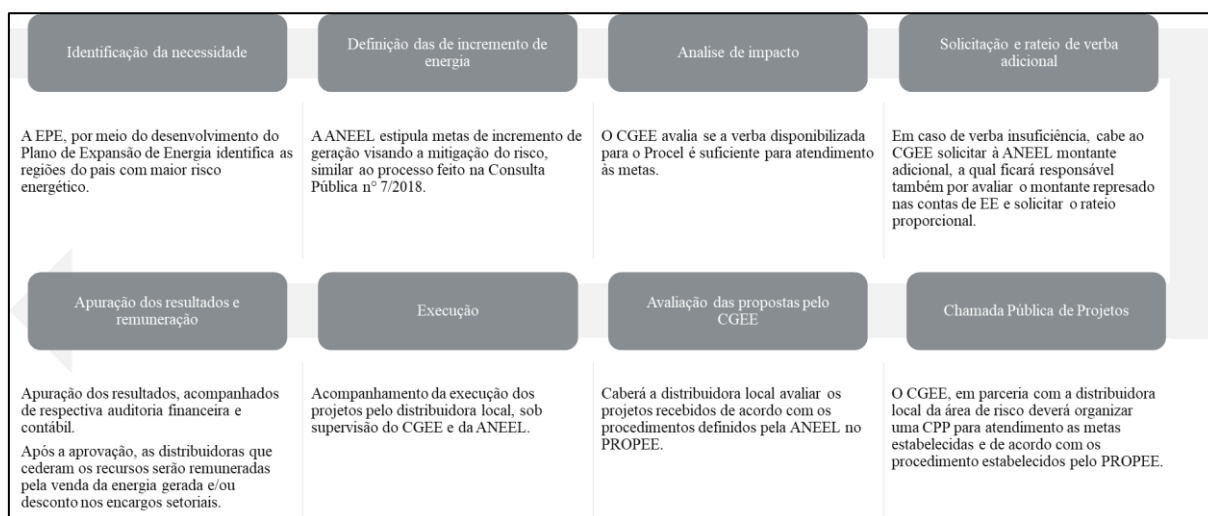 Identificação da necessidade
A EPE, por meio do desenvolvimento do
Plano de Expansão de Energia identifica as
regiões do pais com maior risco
energético.
Definição das de incremento de
energia
A ANEEL estipula metas de incremento de
geração visando a mitigação do risco,
similar ao processo feito na Consulta
Pública n° 7/2018.
Analise de impacto
O CGEE avalia se a verba disponibilizada
para o Procel é suficiente para atendimento
às metas.
Solicitação e rateio de verba
adicional
Em caso de verba insuficiência, cabe ao
CGEE solicitar à ANEEL montante
adicional, a qual ficará responsável
também por avaliar o montante represado
nas contas de EE e solicitar o rateio
proporcional.
Chamada Pública de Projetos
O CGEE, em parceria com a distribuidora
local da área de risco deverá organizar
uma CPP para atendimento as metas
estabelecidas e de acordo com os
procedimento estabelecidos pelo PROPEE.
Avaliação das propostas pelo
CGEE
Caberá a distribuidora local avaliar os
projetos recebidos de acordo com os
procedimentos definidos pela ANEEL no
PROPEE.
Execução
Acompanhamento da execução dos
projetos pelo distribuidora local, sob
supervisão do CGEE e da ANEEL.
Apuração dos resultados e
remuneração
Apuração dos resultados, acompanhados
de respectiva auditoria financeira e
contábil.
Após a aprovação, as distribuidoras que
cederam os recursos serão remuneradas
pela venda da energia gerada e/ou
desconto nos encargos setoriais.